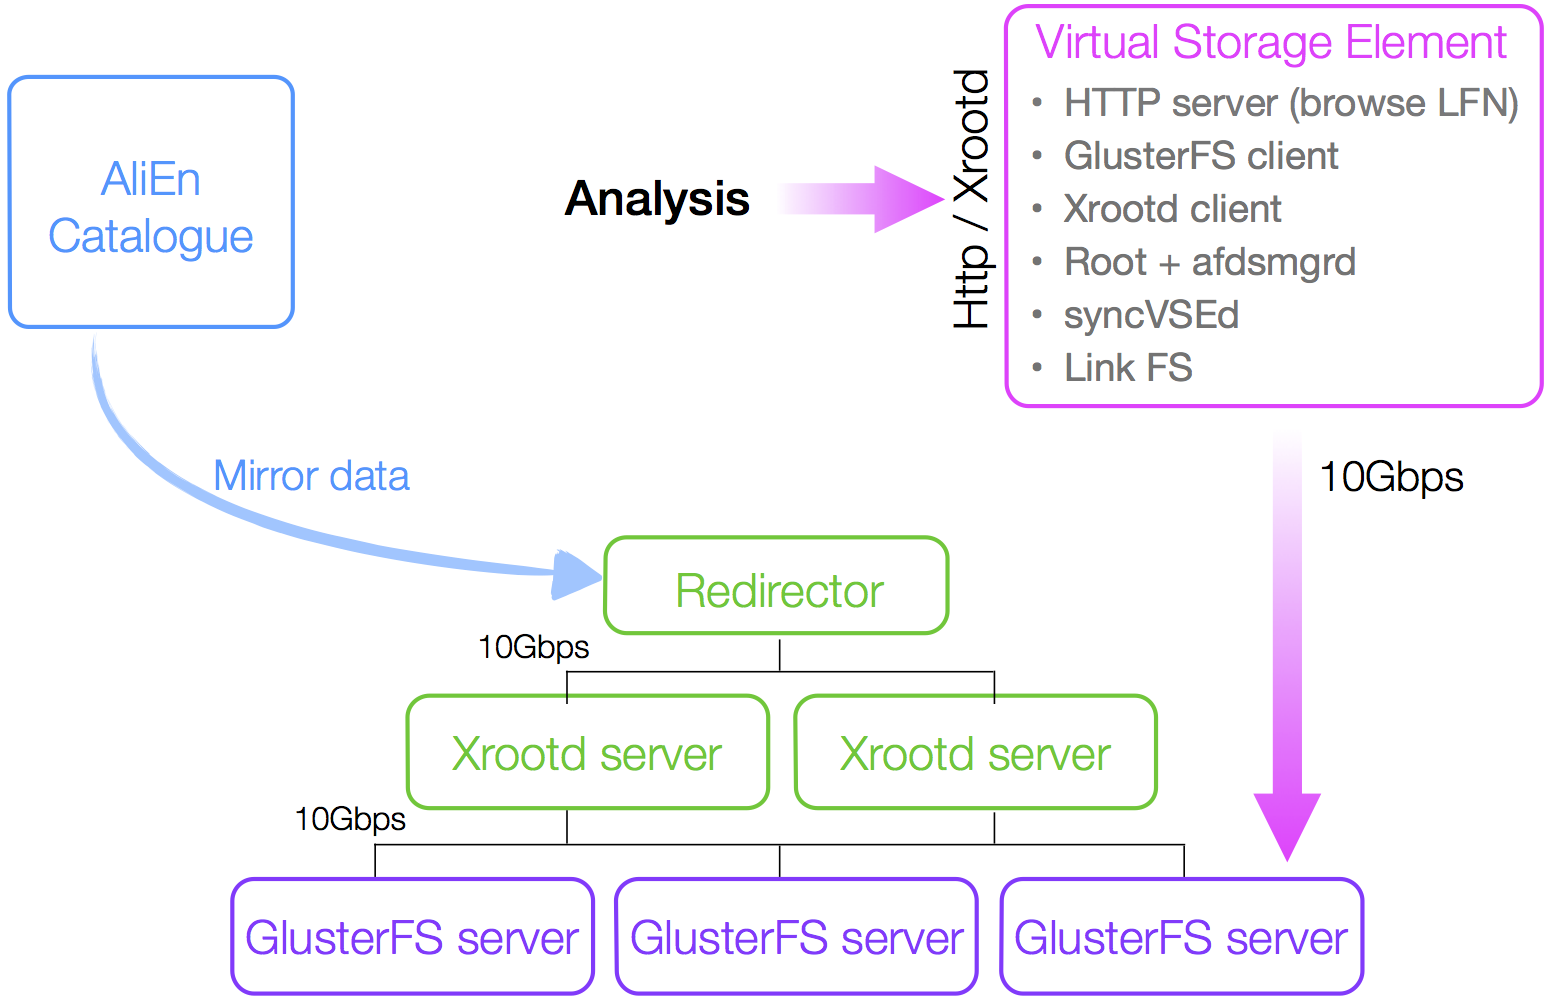 Virtual Storage Element
• HTTP server (browse LFN)
• GlusterFS client
• Xrootd client
• Root + afdsmgrd
• syncVSEd
• Link FS
Http / Xrootd
Analysis
AliEn
Catalogue
Mirror data
10Gbps
Redirector
10Gbps
Xrootd server
Xrootd server
10Gbps
GlusterFS server
GlusterFS server
GlusterFS server